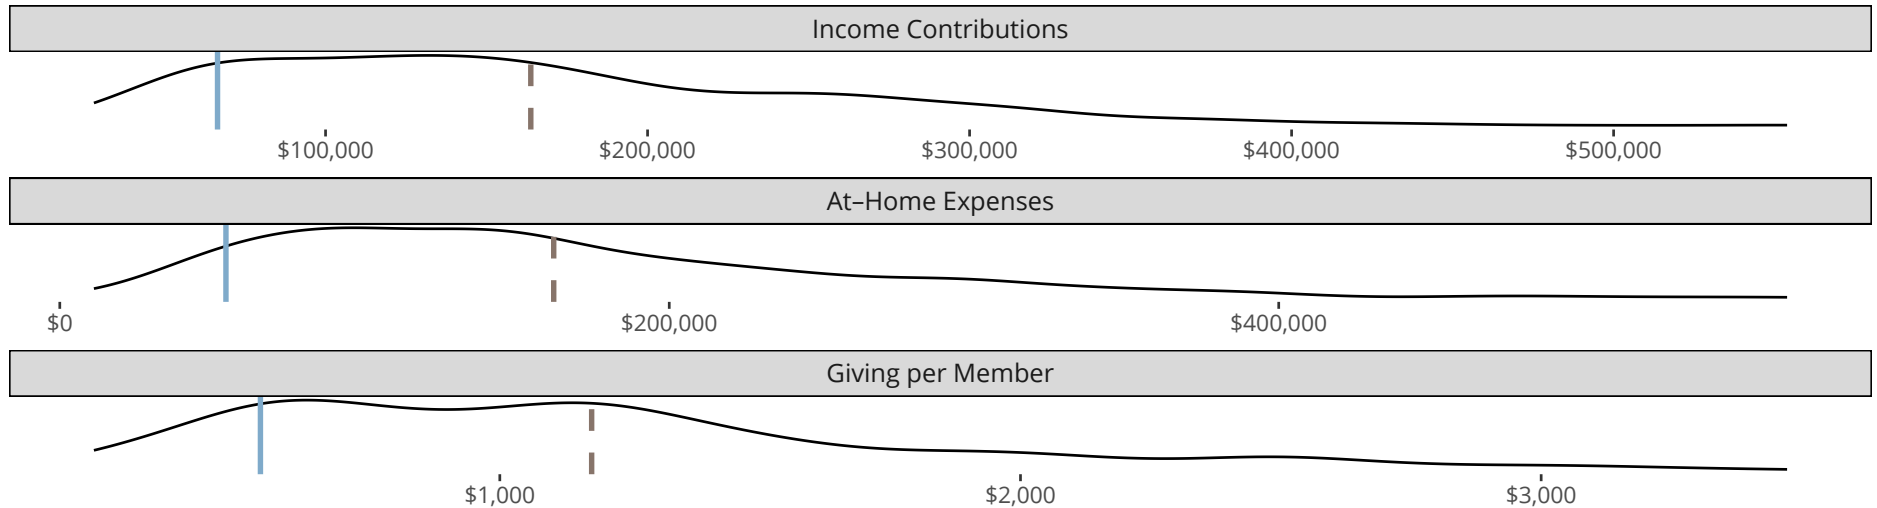 Income Contributions
$100,000 $200,000 $300,000 $400,000 $500,000
At–Home Expenses
$0 $200,000 $400,000
Giving per Member
$1,000 $2,000 $3,000